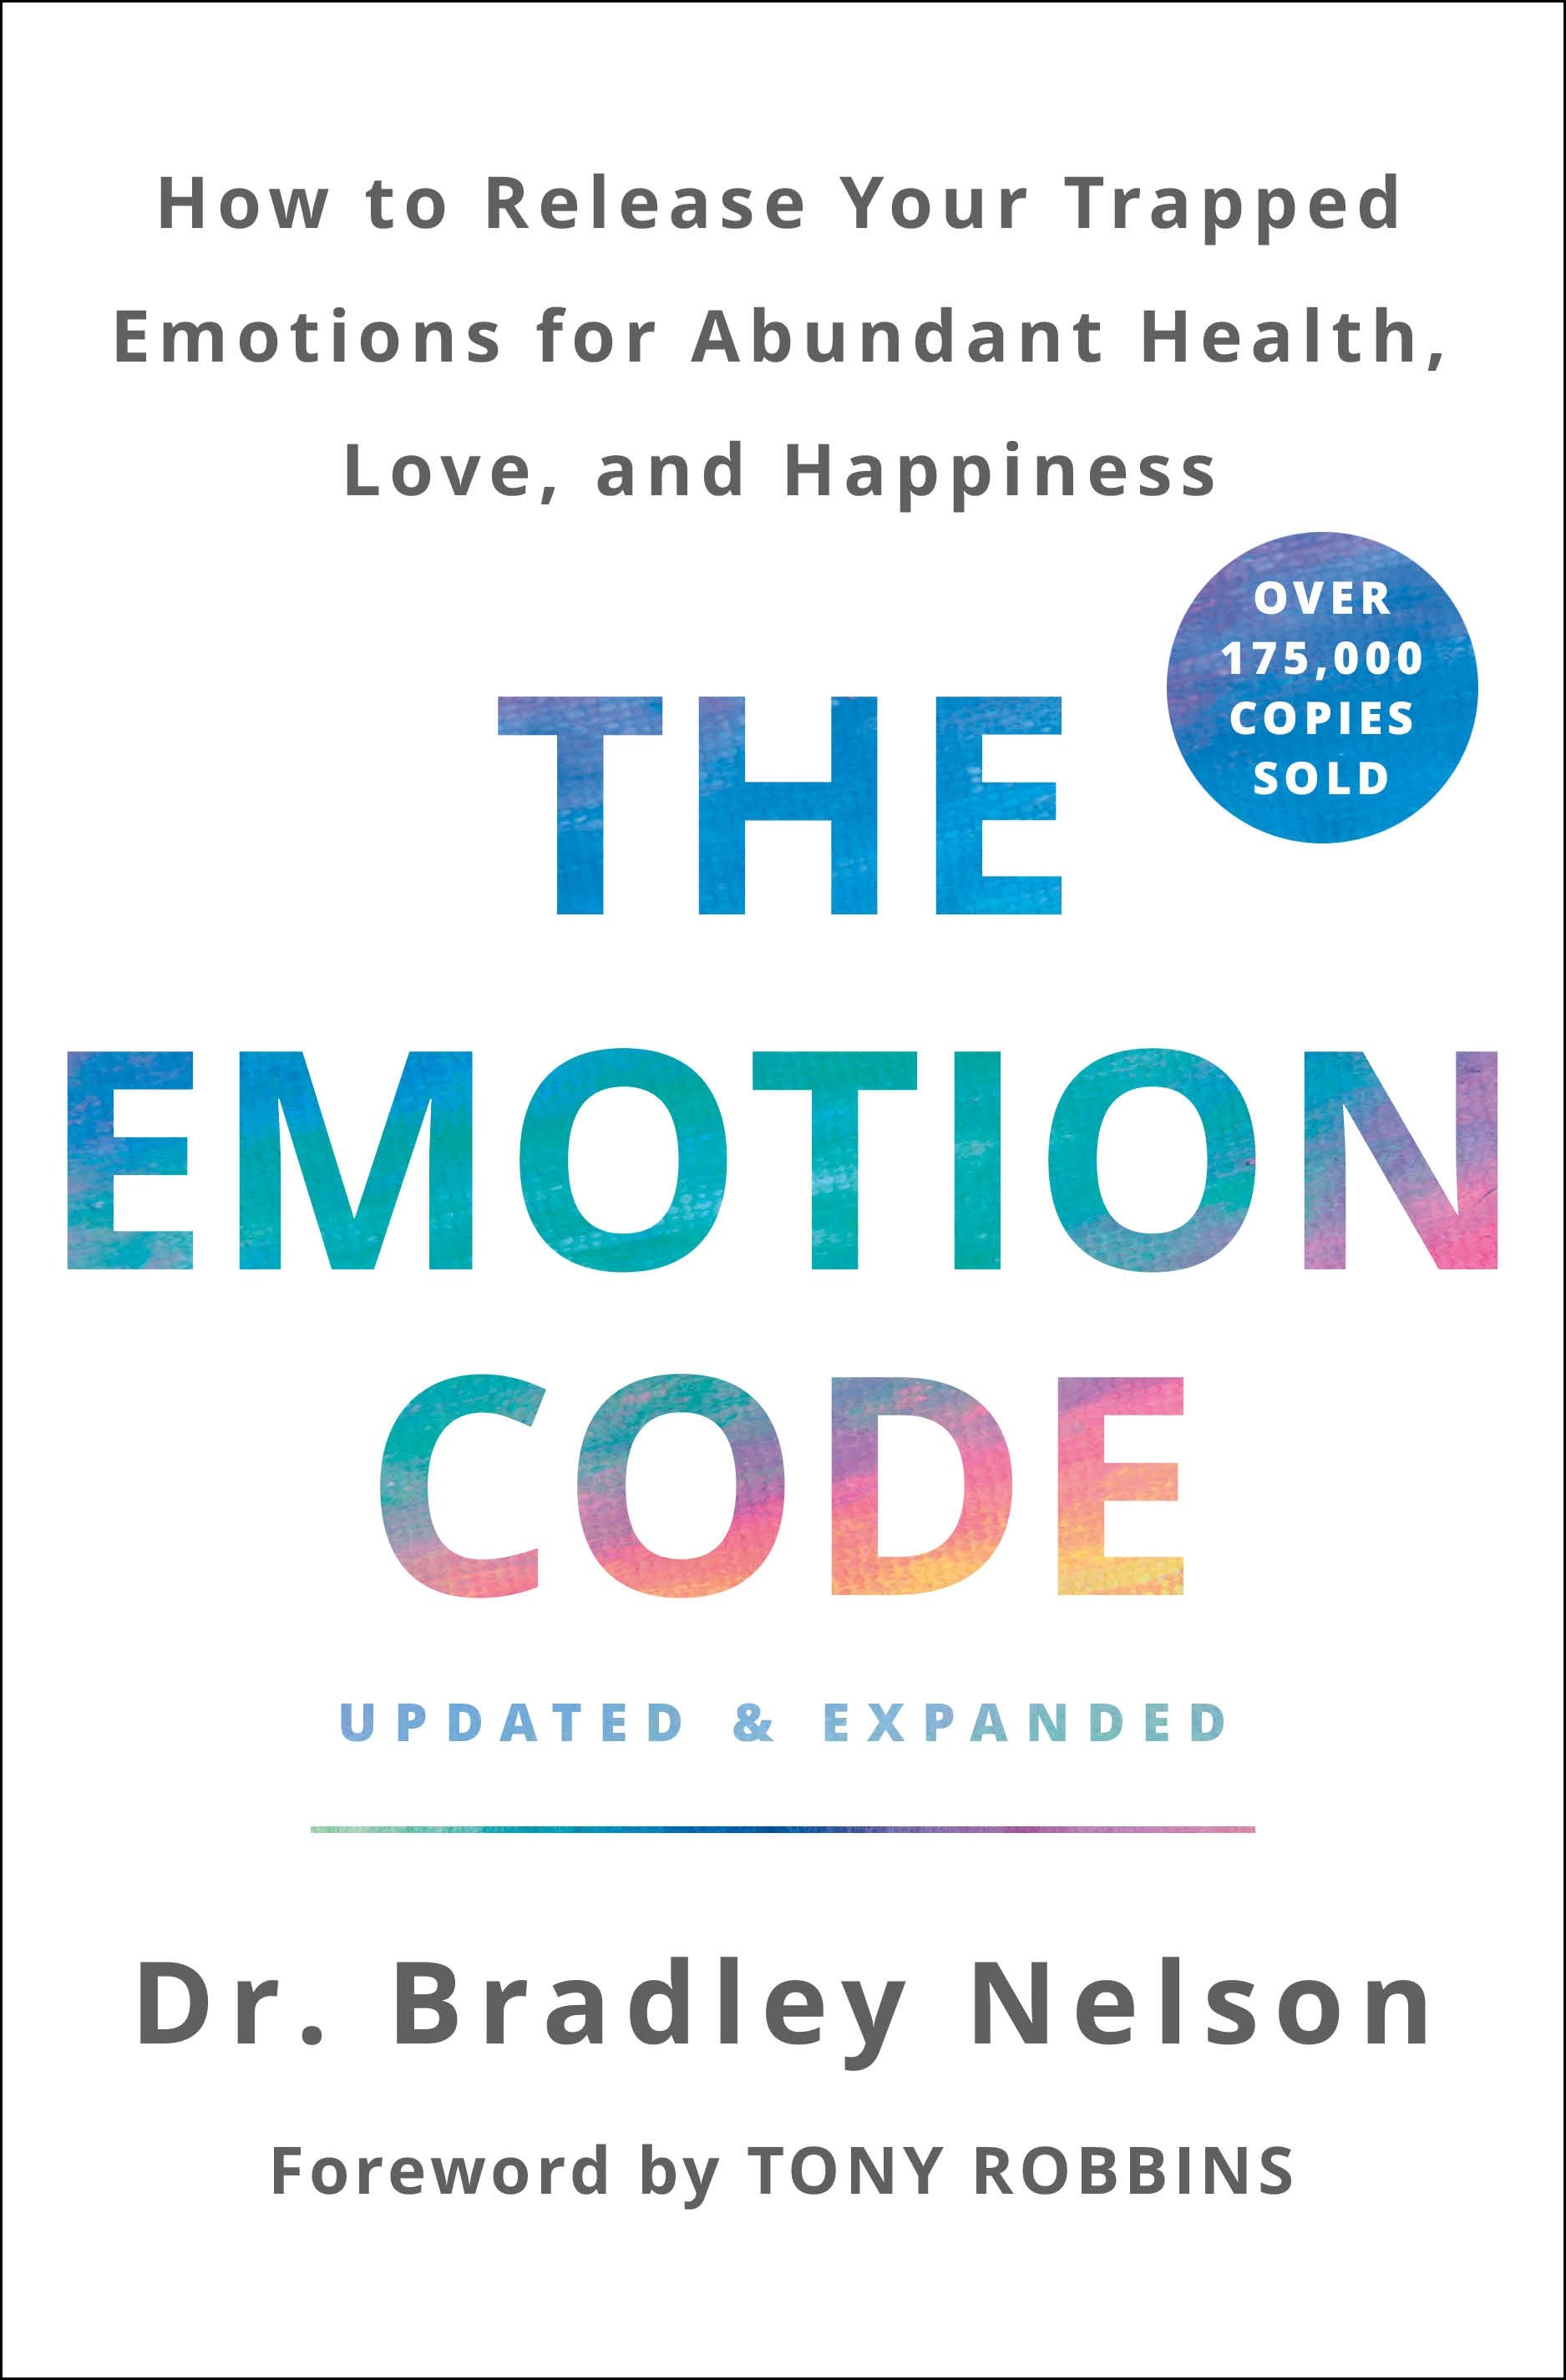 How to Release Your Trapped
Emotions for Abundant Health,
Love, and Happiness
OVER
175,000
COPIES
SOLD
THE
EMOTION
CODE
UPDATED & EXPANDED
Dr. Bradley Nelson
Foreword by TONY ROBBINS